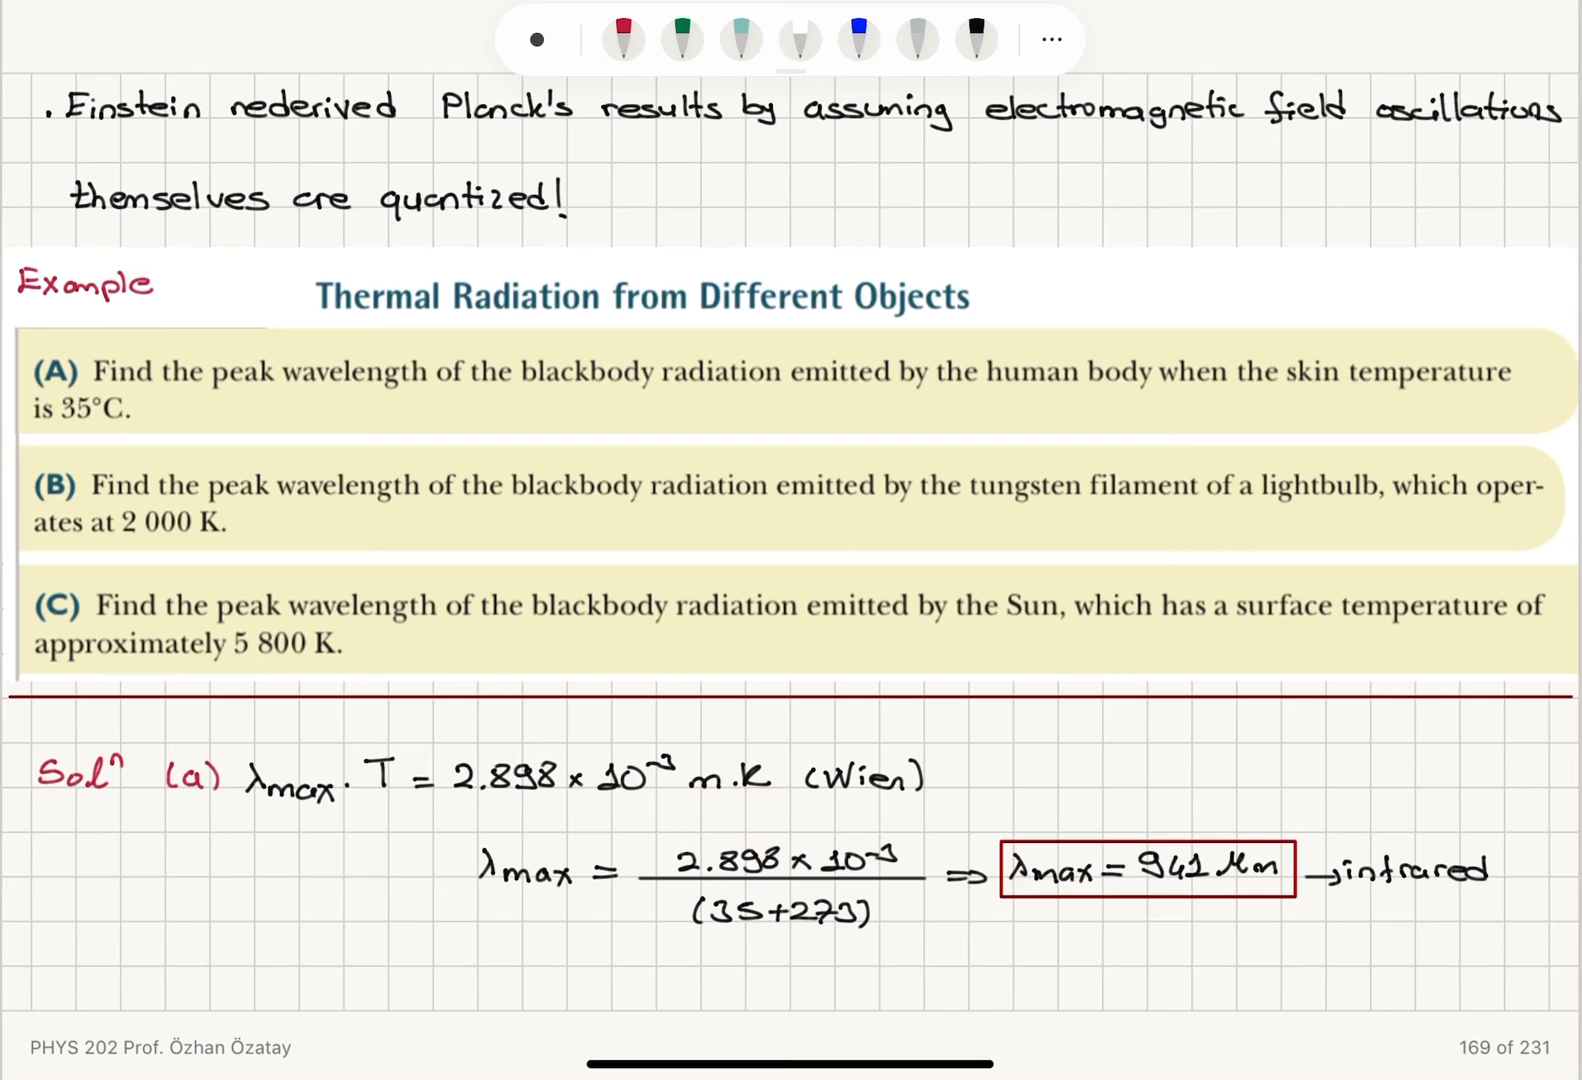 . Einstein rederived Planck's results by assuming electromagnetic field oscillations
themselves are quantized!
Example
Thermal Radiation from Different Objects
(A) Find the peak wavelength of the blackbody radiation emitted by the human body when the skin temperature
is 35°C.
(B) Find the peak wavelength of the blackbody radiation emitted by the tungsten filament of a lightbulb, which oper-
ates at 2 000 K.
(C) Find the peak wavelength of the blackbody radiation emitted by the Sun, which has a surface temperature of
approximately 5 800 K.
Solⁿ (a) λmax . T = 2.898 x 10⁻³ m.K (Wien)
λmax = 2.898 x 10⁻³ / (35+273) ⇒ λmax = 941 μm → infrared
PHYS 202 Prof. Özhan Özatay
169 of 231